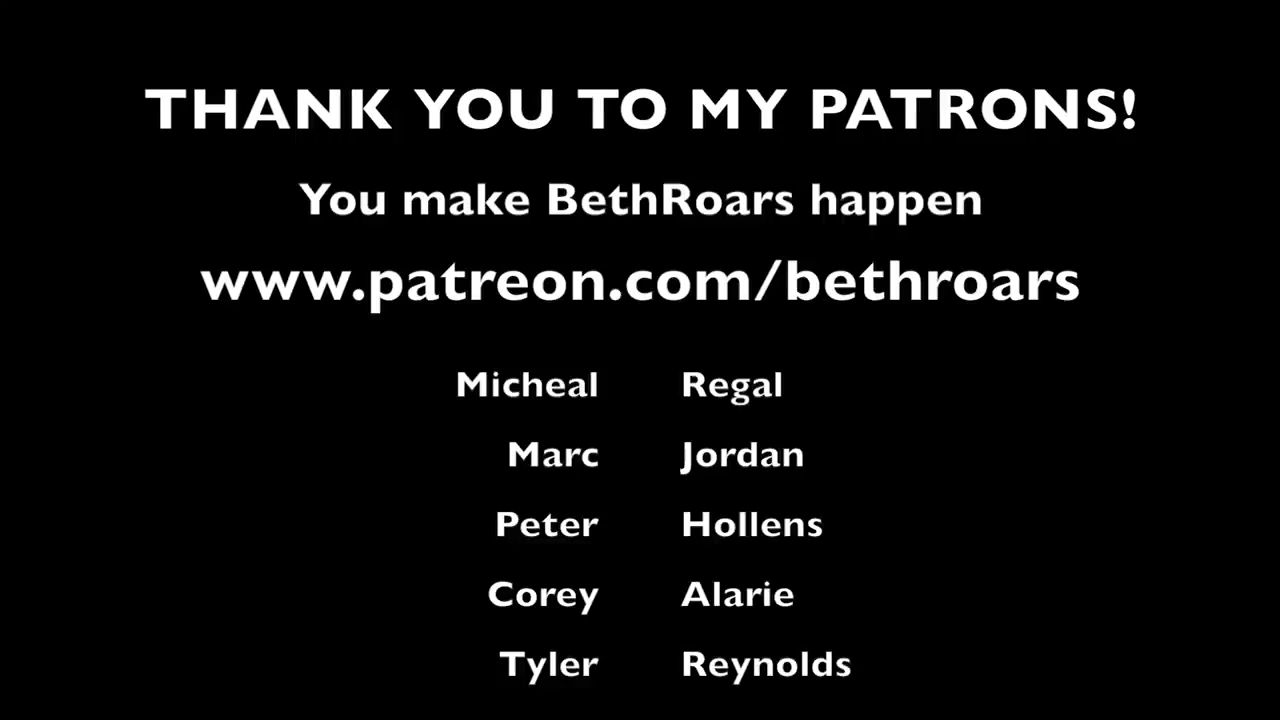 THANK YOU TO MY PATRONS!
You make BethRoars happen
www.patreon.com/bethroars
Micheal Regal
Marc Jordan
Peter Hollens
Corey Alarie
Tyler Reynolds